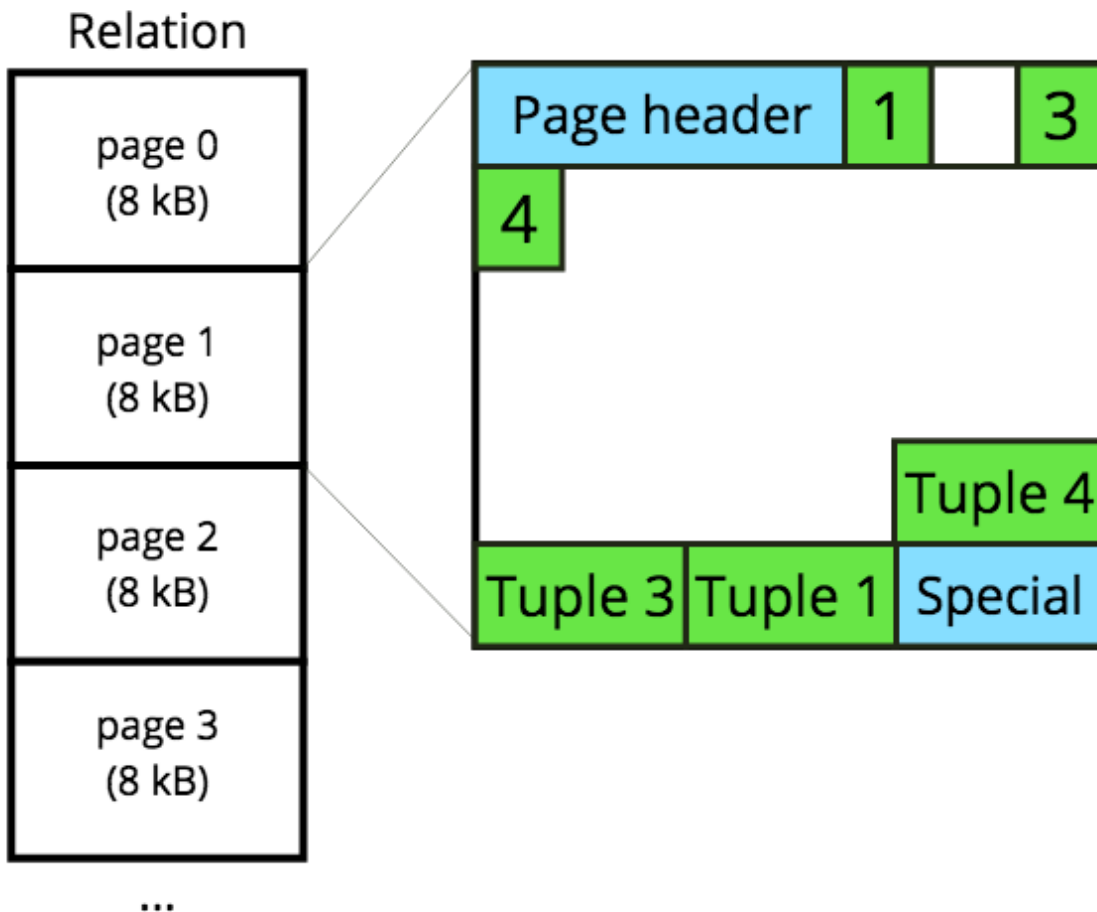 Relation
page 0
(8 kB)
page 1
(8 kB)
page 2
(8 kB)
page 3
(8 kB)
...
Page header 1 3
4
Tuple 4
Tuple 3 Tuple 1 Special